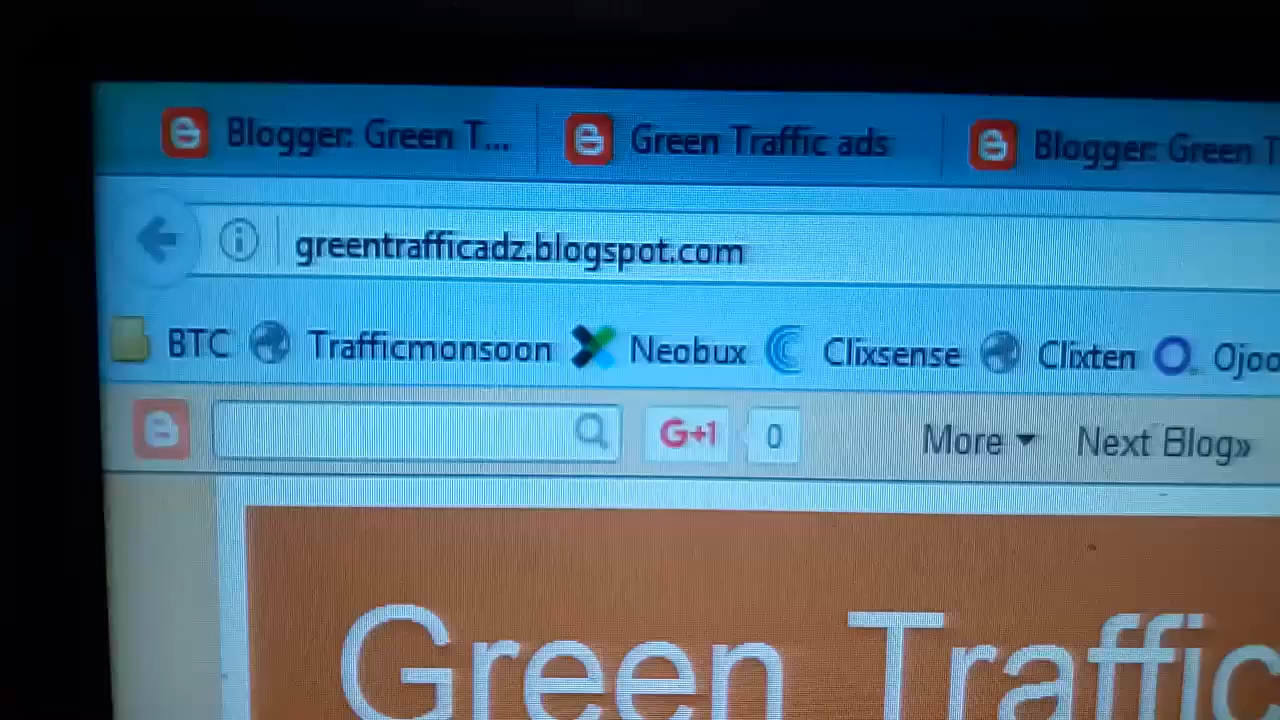 Blogger: Green T... Green Traffic ads Blogger: Green T
greentrafficadz.blogspot.com
BTC Trafficmonsoon Neobux Clixsense Clixten Ojoo
G+1 0 More Next Blog»
Green Traffic